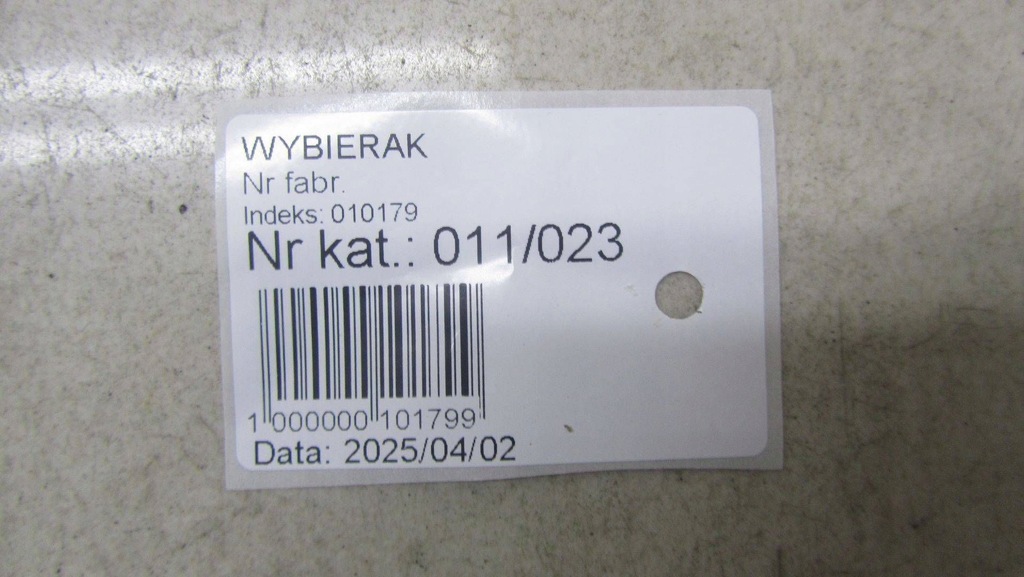 WYBIERAK
Nr fabr.
Indeks: 010179
Nr kat.: 011/023
1 000000 101799
Data: 2025/04/02